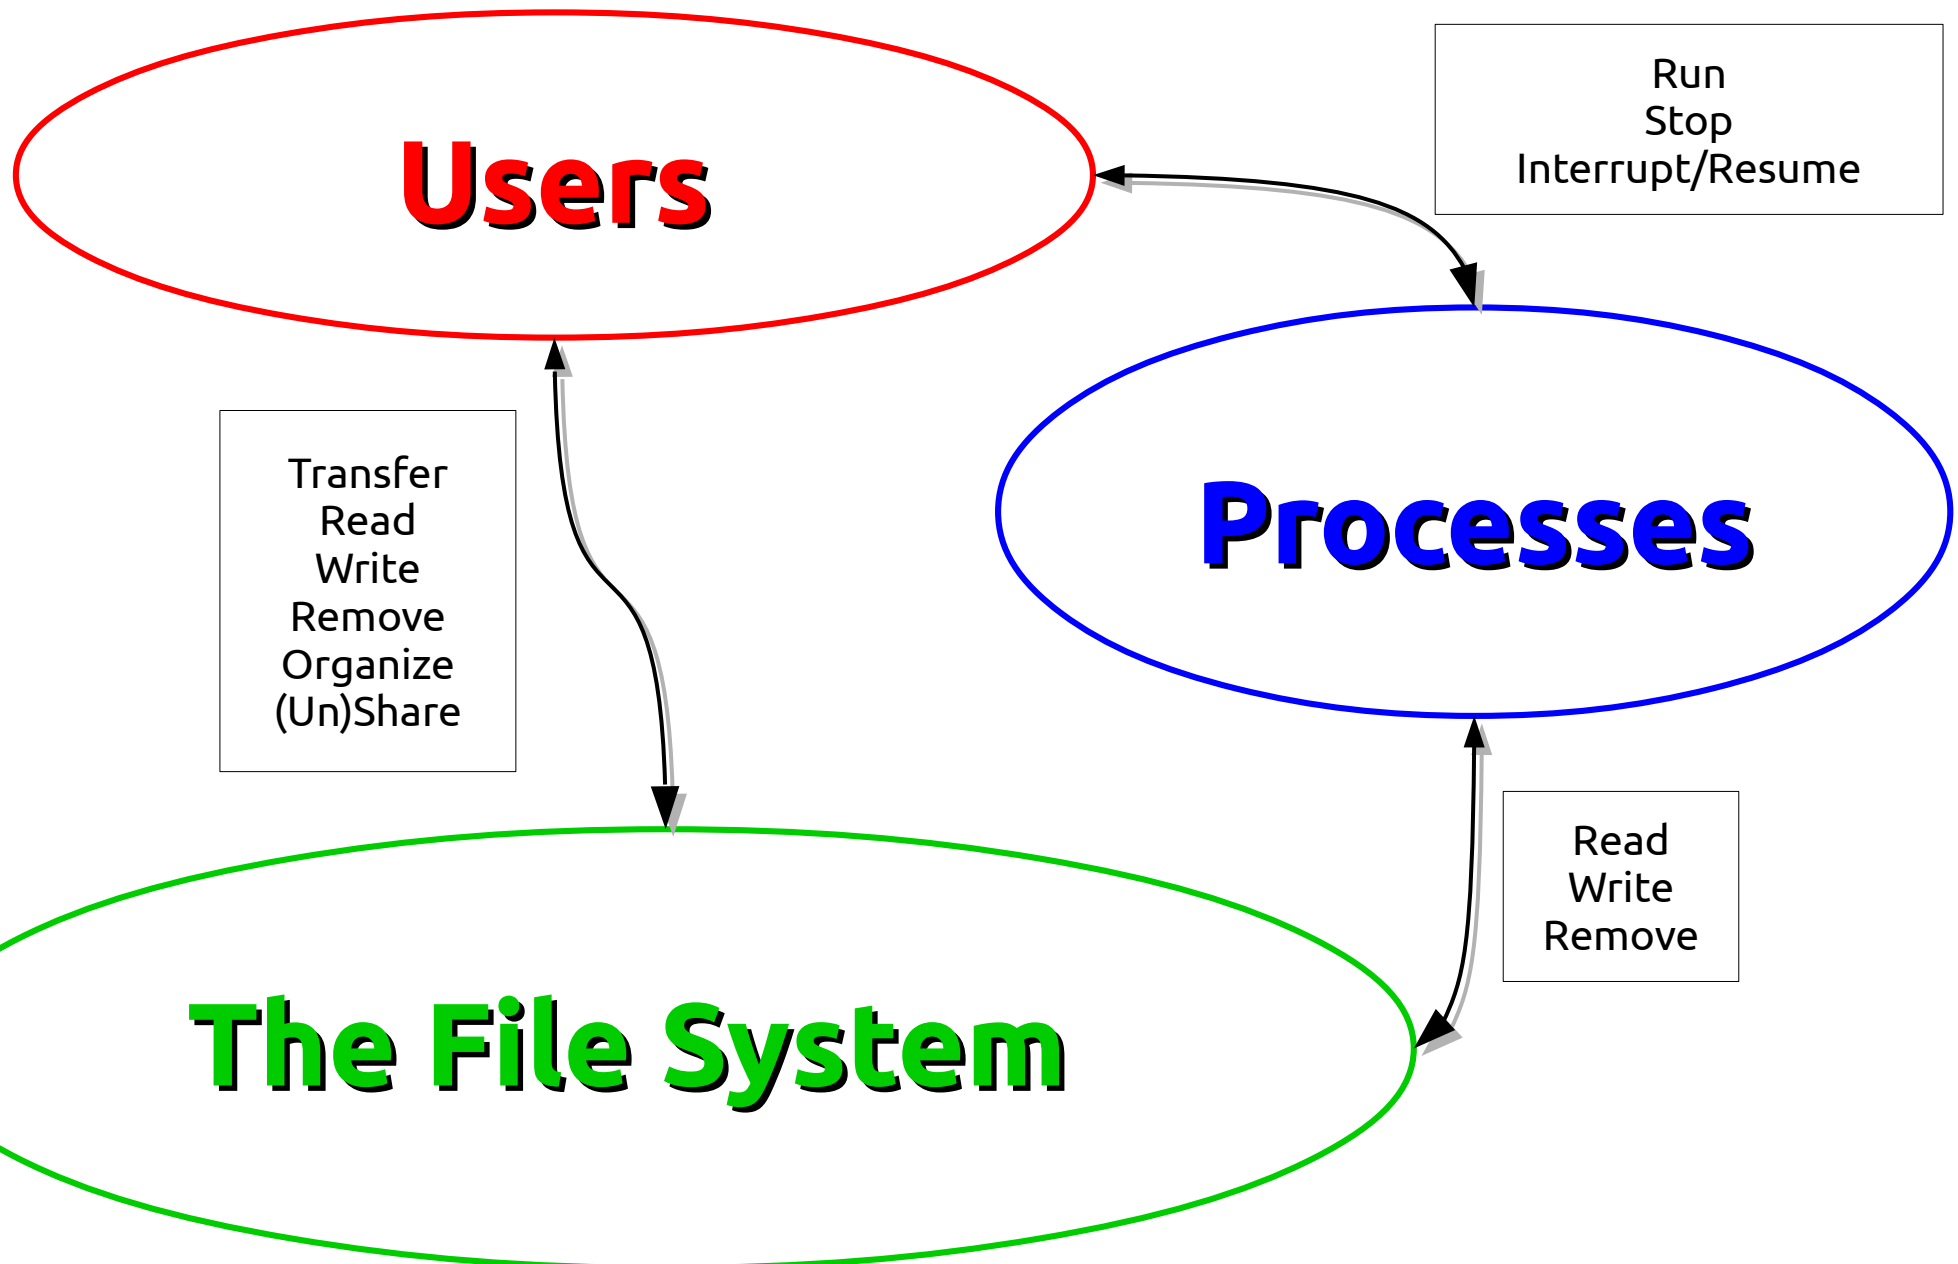 Users
Run
Stop
Interrupt/Resume
Processes
Transfer
Read
Write
Remove
Organize
(Un)Share
Read
Write
Remove
The File System